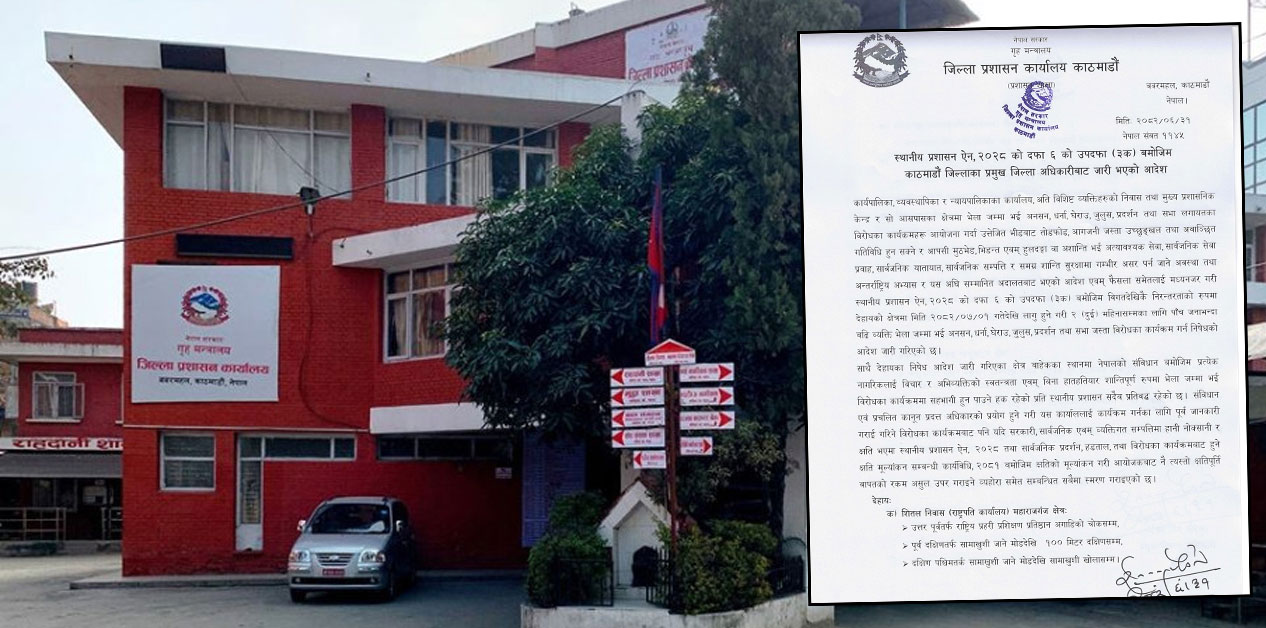 जिल्ला प्रशासन
नेपाल सरकार
गृह मन्त्रालय
जिल्ला प्रशासन कार्यालय
बबरमहल, काठमाडौं, नेपाल
राहदानी शा
नेपाल सरकार
गृह मन्त्रालय
जिल्ला प्रशासन कार्यालय काठमाडौं
बबरमहल, काठमाडौं
नेपाल।
मिति: २०८२/०६/३१
नेपाल संवत ११४५
स्थानीय प्रशासन ऐन, २०२८ को दफा ६ को उपदफा (३क) बमोजिम
काठमाडौं जिल्लाका प्रमुख जिल्ला अधिकारीबाट जारी भएको आदेश
कार्यपालिका, व्यवस्थापिका र न्यायपालिकाका कार्यालय, अति विशिष्ट व्यक्तिहरुको निवास तथा मुख्य प्रशासनिक
केन्द्र र सो आसपासका क्षेत्रमा भेला जम्मा भई अनसन, धर्ना, घेराउ, जुलुस, प्रदर्शन तथा सभा लगायतका
विरोधका कार्यक्रमहरू आयोजना गर्दा उत्तेजित भीडबाट तोडफोड, आगजनी जस्ता उच्छृङ्खल तथा अवाञ्छित
गतिविधि हुन सक्ने र आपसी मुठभेड, भिडन्त एवम् हुलदङ्गा वा अशान्ति भई अत्यावश्यक सेवा, सार्वजनिक सेवा
प्रवाह, सार्वजनिक यातायात, सार्वजनिक सम्पत्ति र समग्र शान्ति सुरक्षामा गम्भीर असर पर्न जाने अवस्था तथा
अन्तर्राष्ट्रिय अभ्यास र यस अघि सम्मानित अदालतबाट भएको आदेश एवम् फैसला समेतलाई मध्यनजर गरी
स्थानीय प्रशासन ऐन, २०२८ को दफा ६ को उपदफा (३क) बमोजिम विगतदेखिकै निरन्तरताको रुपमा
देहायको क्षेत्रमा मिति २०८२/०७/०१ गतेदेखि लागु हुने गरी २ (दुई) महिनासम्मका लागि पाँच जनाभन्दा
बढि व्यक्ति भेला जम्मा भई अनसन, धर्ना, घेराउ, जुलुस, प्रदर्शन तथा सभा जस्ता विरोधका कार्यक्रम गर्न निषेधको
आदेश जारी गरिएको छ।
साथै देहायका निषेध आदेश जारी गरिएका क्षेत्र बाहेकका स्थानमा नेपालको संविधान बमोजिम प्रत्येक
नागरिकलाई विचार र अभिव्यक्तिको स्वतन्त्रता एवम् बिना हातहतियार शान्तिपूर्ण रुपमा भेला जम्मा भई
विरोधका कार्यक्रममा सहभागी हुन पाउने हक रहेको प्रति स्थानीय प्रशासन सदैव प्रतिबद्ध रहेको छ। संविधान
एवं प्रचलित कानून प्रदत्त अधिकारको प्रयोग हुने गरी यस कार्यलाई कार्यक्रम गर्नका लागि पूर्व जानकारी
गराई गरिने विरोधका कार्यक्रमबाट पनि यदि सरकारी, सार्वजनिक एवम् व्यक्तिगत सम्पत्तिमा हानी नोक्सानी र
क्षति भएमा स्थानीय प्रशासन ऐन, २०२८ तथा सार्वजनिक प्रदर्शन, हडताल, तथा विरोधका कार्यक्रमबाट हुने
क्षति मूल्यांकन सम्बन्धी कार्यविधि, २०८१ बमोजिम क्षतिको मूल्यांकन गरी आयोजकबाट नै त्यस्तो क्षतिपूर्ति
बापतको रकम असुल उपर गराइने व्यहोरा समेत सम्बन्धित सबैमा स्मरण गराइएको छ।
देहाय:
क) शितल निवास (राष्ट्रपति कार्यालय) महाराजगंज क्षेत्र:
➢ उत्तर पूर्वतर्फ राष्ट्रिय प्रहरी प्रशिक्षण प्रतिष्ठान अगाडिको चोकसम्म,
➢ पूर्व दक्षिणतर्फ सामाखुशी जाने मोडदेखि १०० मिटर दक्षिणसम्म,
➢ दक्षिण पश्चिमतर्फ सामाखुशी जाने मोडदेखि सामाखुशी खोलासम्म।